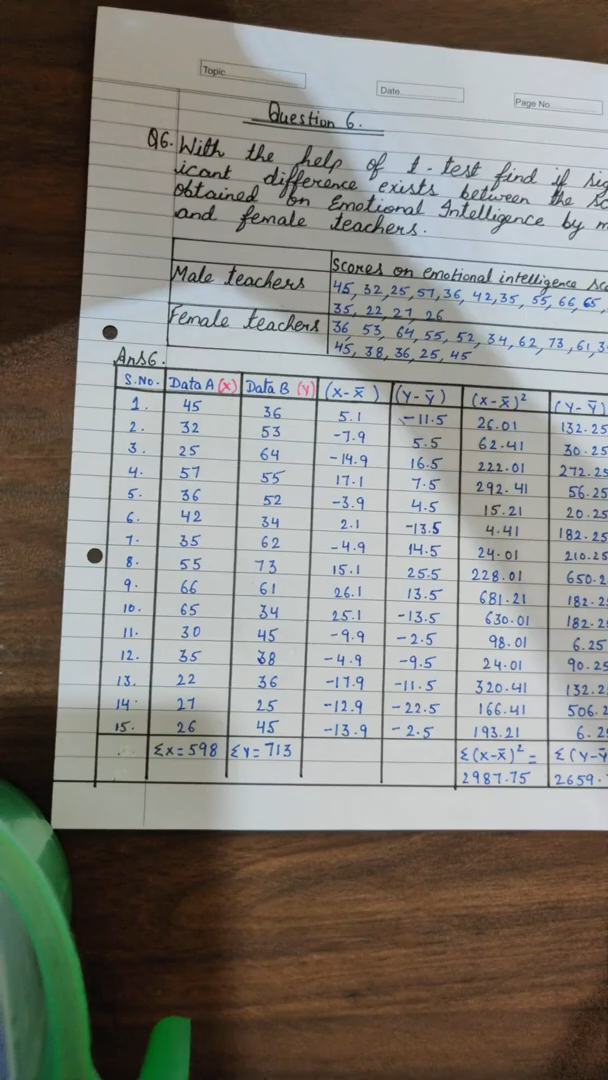 Topic
Date
Page No
Question 6.
Q6. With the help of t-test find if sig
icant difference exists between the Sc
obtained on Emotional Intelligence by m
and female teachers.
Scores on emotional intelligence sc
Male teachers 45, 32, 25, 57, 36, 42, 35, 55, 66, 65,
35, 22, 27, 26
Female teachers 36, 53, 64, 55, 52, 34, 62, 73, 61, 3
45, 38, 36, 25, 45
Ans6.
S.No. Data A (X) Data B (Y) (X-X̄) (Y-Ȳ) (X-X̄)² (Y-Ȳ)
1. 45 36 5.1 -11.5 26.01 132.25
2. 32 53 -7.9 5.5 62.41 30.25
3. 25 64 -14.9 16.5 222.01 272.25
4. 57 55 17.1 7.5 292.41 56.25
5. 36 52 -3.9 4.5 15.21 20.25
6. 42 34 2.1 -13.5 4.41 182.25
7. 35 62 -4.9 14.5 24.01 210.25
8. 55 73 15.1 25.5 228.01 650.2
9. 66 61 26.1 13.5 681.21 182.2
10. 65 34 25.1 -13.5 630.01 182.2
11. 30 45 -9.9 -2.5 98.01 6.25
12. 35 38 -4.9 -9.5 24.01 90.25
13. 22 36 -17.9 -11.5 320.41 132.2
14. 27 25 -12.9 -22.5 166.41 506.2
15. 26 45 -13.9 -2.5 193.21 6.2
Σx=598 Σy=713 Σ(x-x̄)²= Σ(Y-Ȳ
2987.75 2659.